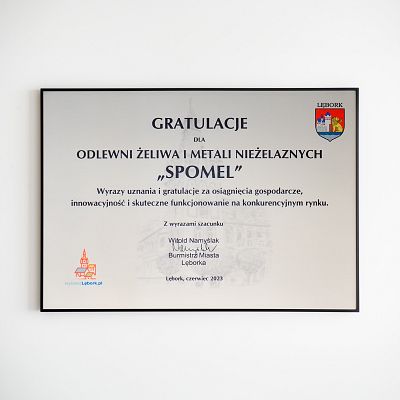 LĘBORK
GRATULACJE
DLA
ODLEWNI ŻELIWA I METALI NIEŻELAZNYCH
„SPOMEL”
Wyrazy uznania i gratulacje za osiągnięcia gospodarcze,
innowacyjność i skuteczne funkcjonowanie na konkurencyjnym rynku.
Z wyrazami szacunku
Witold Namyślak
Burmistrz Miasta
Lęborka
Lębork, czerwiec 2023